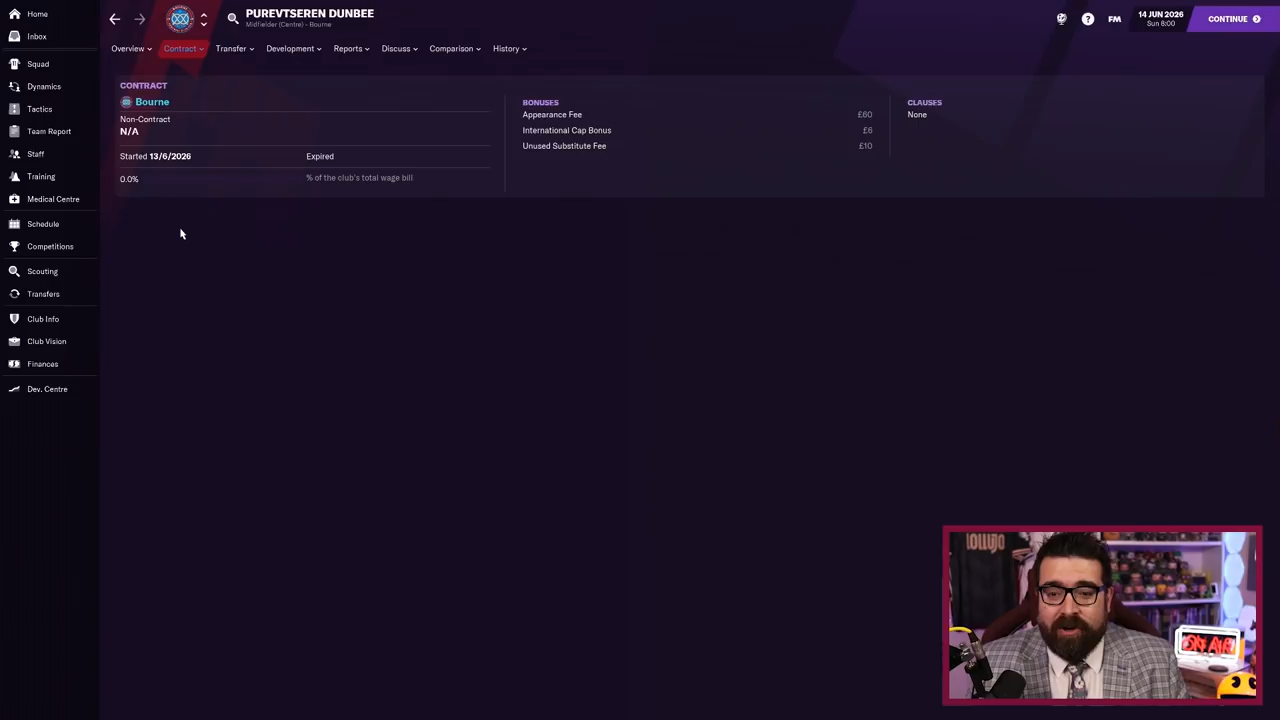 Home
Inbox
Squad
Dynamics
Tactics
Team Report
Staff
Training
Medical Centre
Schedule
Competitions
Scouting
Transfers
Club Info
Club Vision
Finances
Dev. Centre
PUREVTSEREN DUNBEE
Midfielder (Centre) - Bourne
FM
14 JUN 2026
Sun 8:00
CONTINUE
Overview
Contract
Transfer
Development
Reports
Discuss
Comparison
History
CONTRACT
Bourne
Non-Contract
N/A
Started 13/6/2026
Expired
0.0%
% of the club's total wage bill
BONUSES
Appearance Fee £60
International Cap Bonus £6
Unused Substitute Fee £10
CLAUSES
None
lollujo
ON AIR